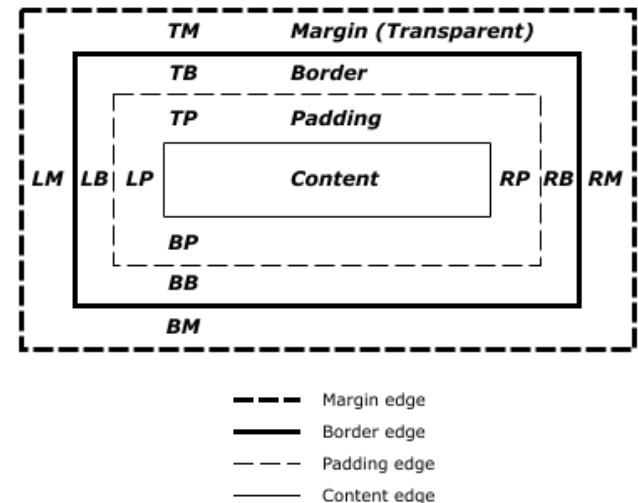 TM Margin (Transparent)
TB Border
TP Padding
LM LB LP Content RP RB RM
BP
BB
BM
Margin edge
Border edge
Padding edge
Content edge